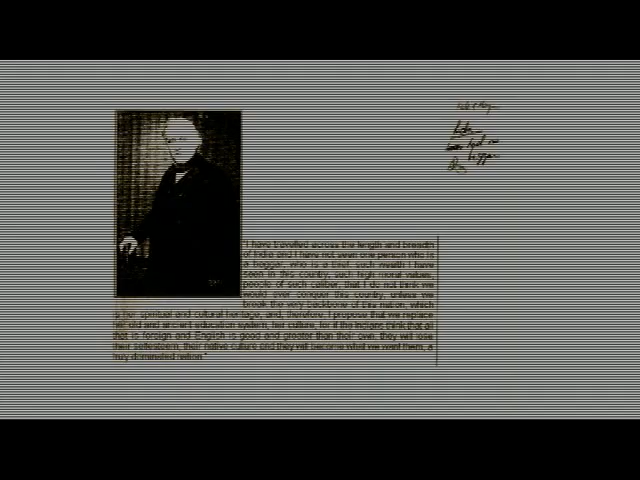 "I have travelled across the length and breadth
of India and I have not seen one person who is
a beggar, who is a thief, such wealth I have
seen in this country, such high moral values,
people of such caliber, that I do not think we
would ever conquer this country, unless we
break the very backbone of this nation, which
is her spiritual and cultural heritage, and, therefore, I propose that we replace
her old and ancient education system, her culture, for if the Indians think that all
that is foreign and English is good and greater than their own, they will lose
their selfesteem, their native culture and they will become what we want them, a
truly dominated nation."
India
beggar